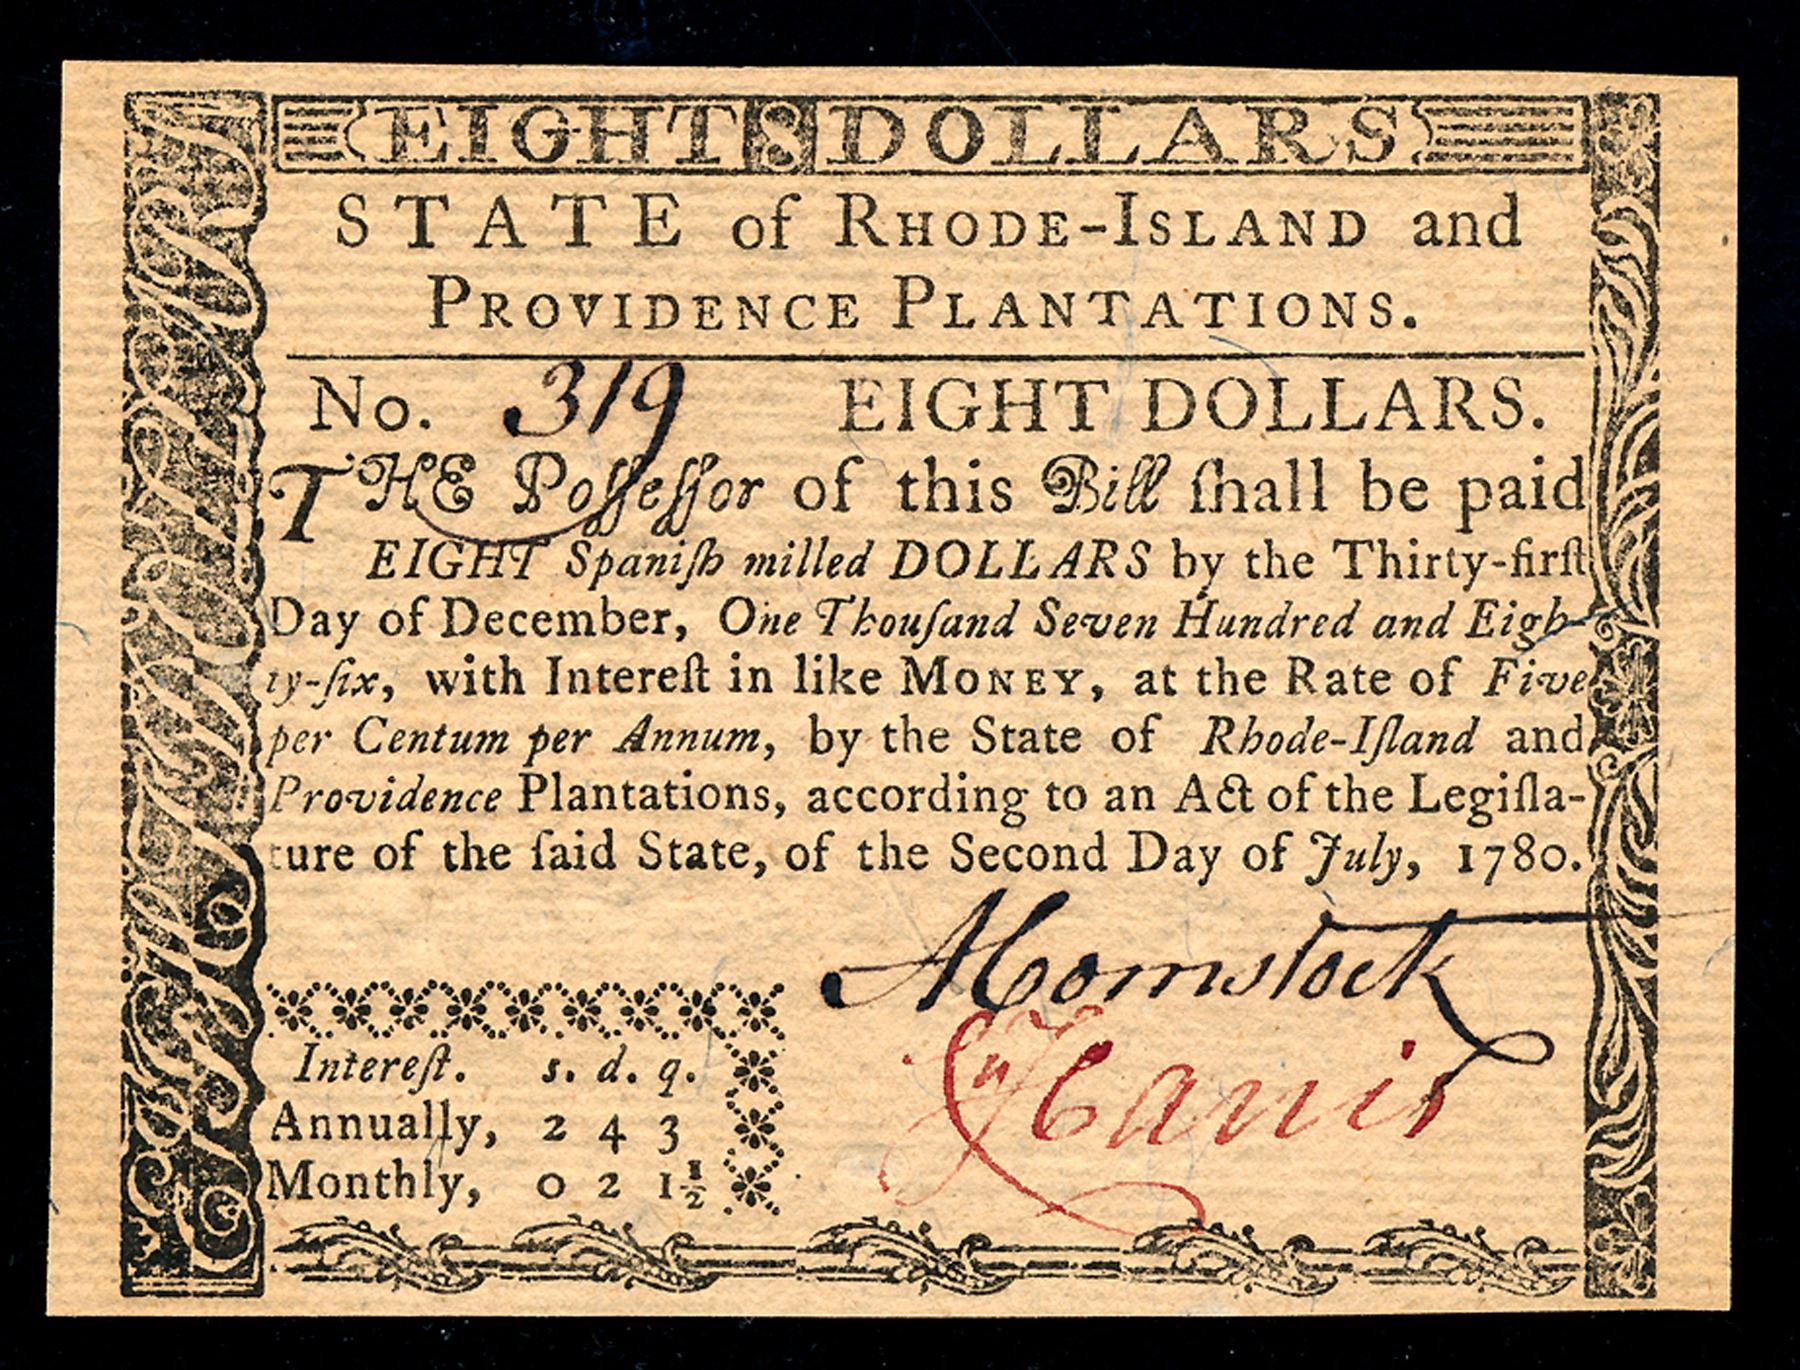 EIGHT 8 DOLLARS
STATE of RHODE-ISLAND and
PROVIDENCE PLANTATIONS.
No. 319 EIGHT DOLLARS.
THE Poſſeſſor of this Bill ſhall be paid
EIGHT Spaniſh milled DOLLARS by the Thirty-firſt
Day of December, One Thouſand Seven Hundred and Eigh-
ty-ſix, with Intereſt in like MONEY, at the Rate of Five
per Centum per Annum, by the State of Rhode-Iſland and
Providence Plantations, according to an Act of the Legiſla-
ture of the ſaid State, of the Second Day of July, 1780.
A Comstock
Intereſt. s. d. q.
Annually, 2 4 3
Monthly, 0 2 1½